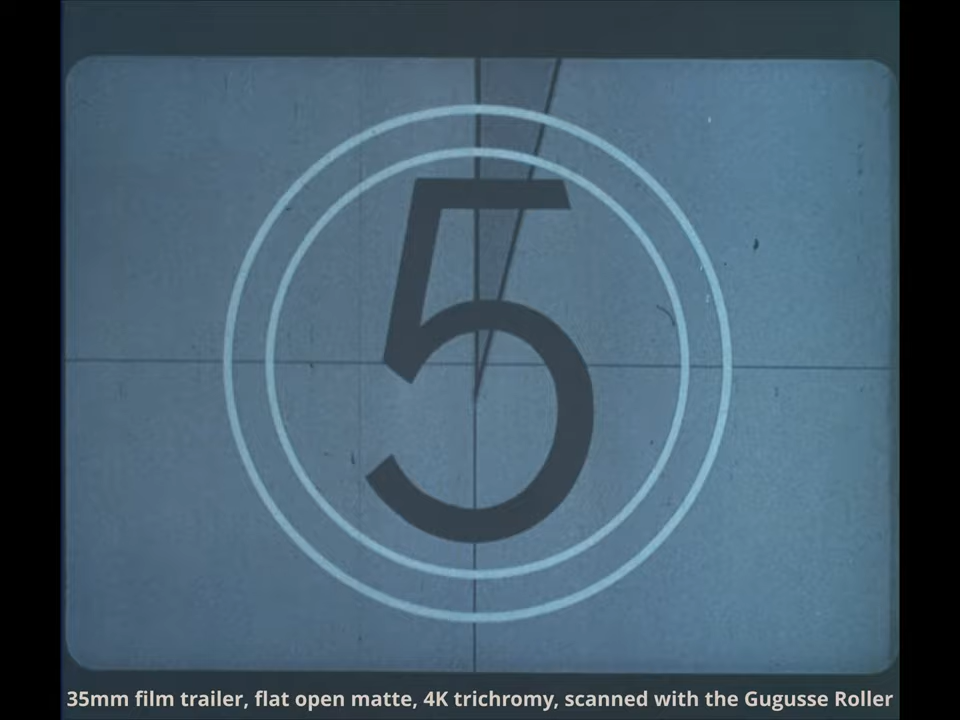 5
35mm film trailer, flat open matte, 4K trichromy, scanned with the Gugusse Roller